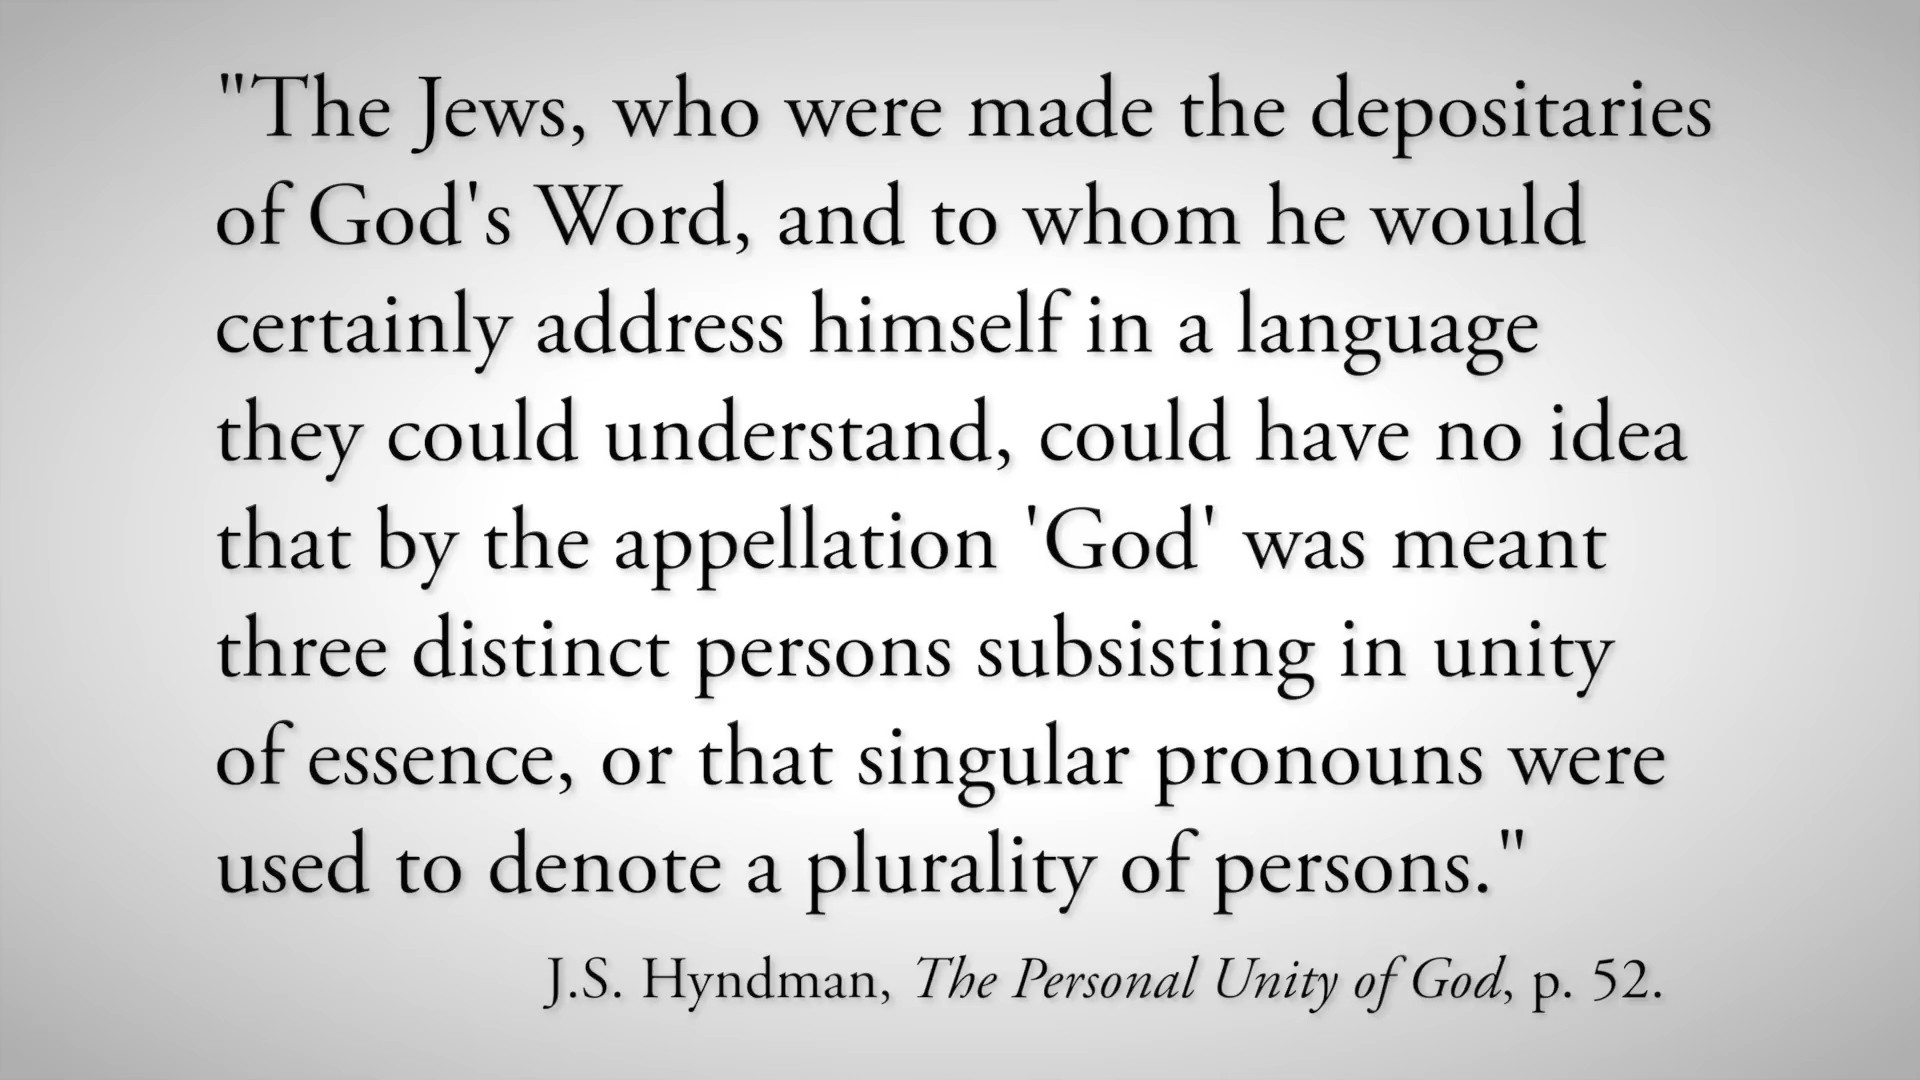 "The Jews, who were made the depositaries
of God's Word, and to whom he would
certainly address himself in a language
they could understand, could have no idea
that by the appellation 'God' was meant
three distinct persons subsisting in unity
of essence, or that singular pronouns were
used to denote a plurality of persons."
J.S. Hyndman, The Personal Unity of God, p. 52.